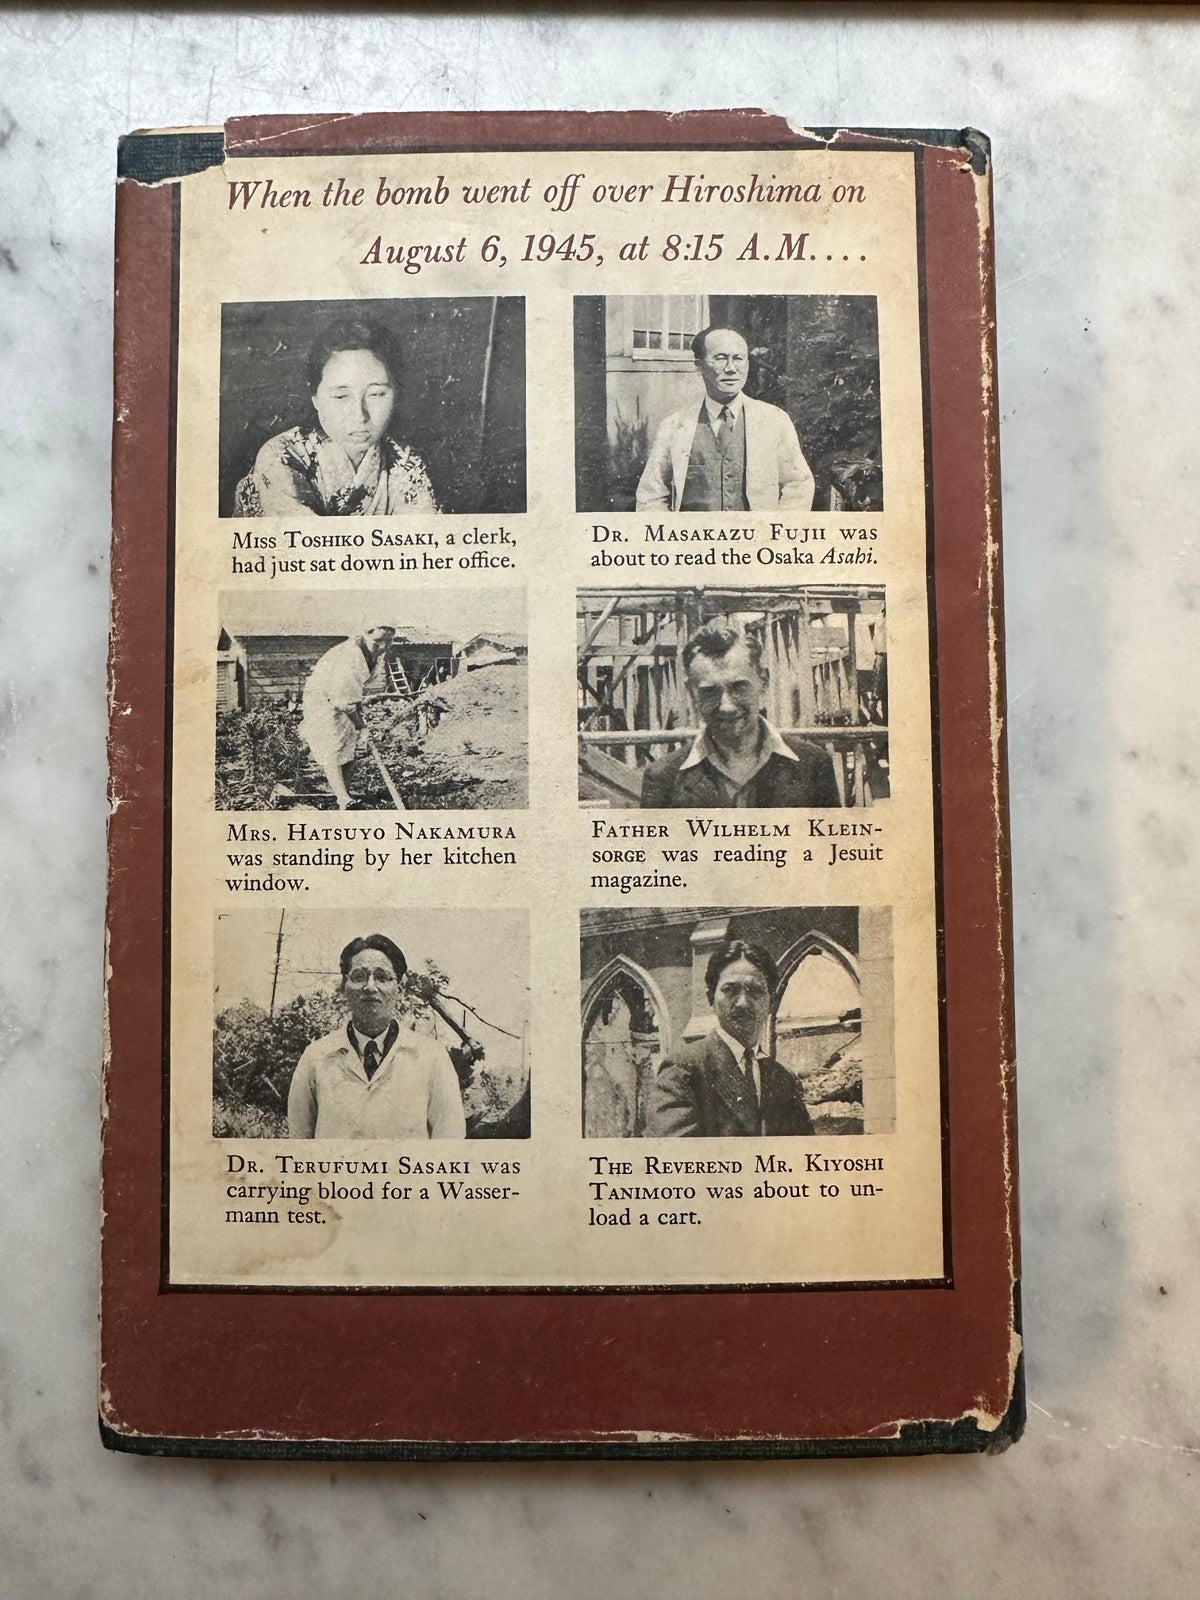 When the bomb went off over Hiroshima on
August 6, 1945, at 8:15 A.M....
MISS TOSHIKO SASAKI, a clerk,
had just sat down in her office.
DR. MASAKAZU FUJII was
about to read the Osaka Asahi.
MRS. HATSUYO NAKAMURA
was standing by her kitchen
window.
FATHER WILHELM KLEIN-
SORGE was reading a Jesuit
magazine.
DR. TERUFUMI SASAKI was
carrying blood for a Wasser-
mann test.
THE REVEREND MR. KIYOSHI
TANIMOTO was about to un-
load a cart.